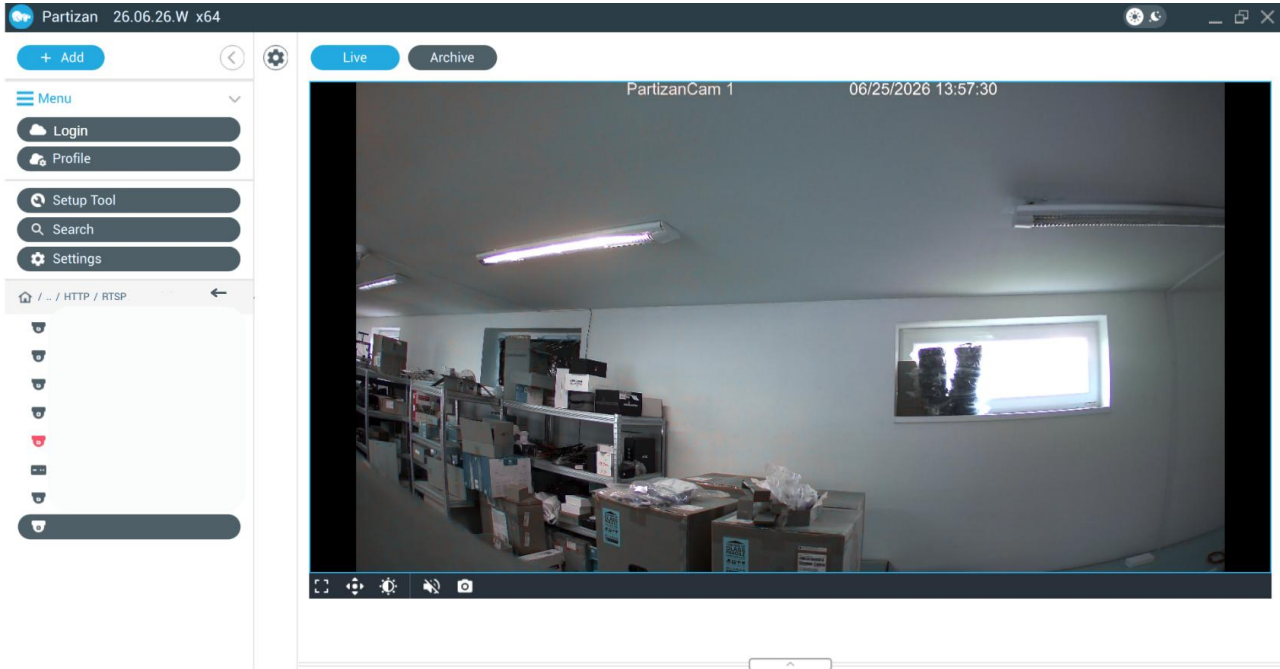 Partizan 26.06.26.W x64
+ Add
Live
Archive
Menu
PartizanCam 1
06/25/2026 13:57:30
Login
Profile
Setup Tool
Search
Settings
/ .. / HTTP / RTSP